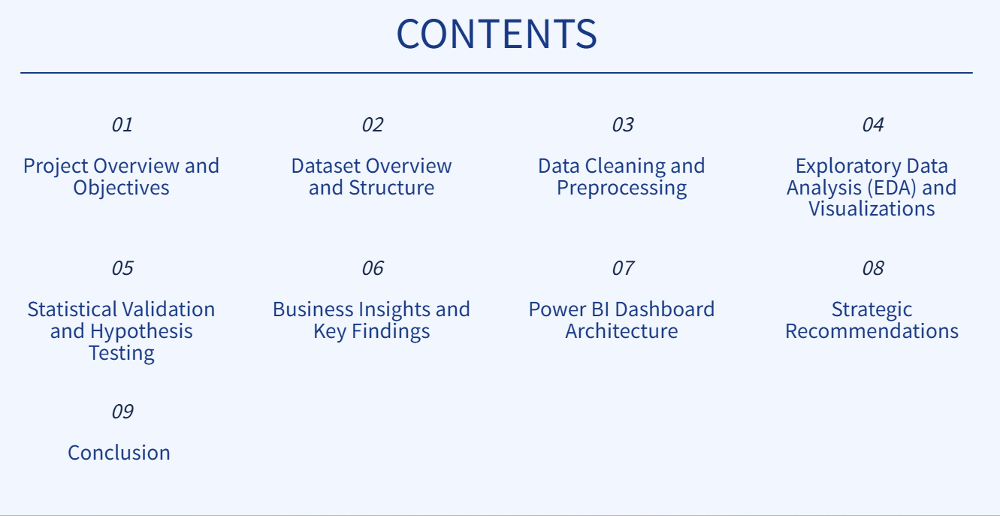 CONTENTS
01
Project Overview and
Objectives
02
Dataset Overview
and Structure
03
Data Cleaning and
Preprocessing
04
Exploratory Data
Analysis (EDA) and
Visualizations
05
Statistical Validation
and Hypothesis
Testing
06
Business Insights and
Key Findings
07
Power BI Dashboard
Architecture
08
Strategic
Recommendations
09
Conclusion